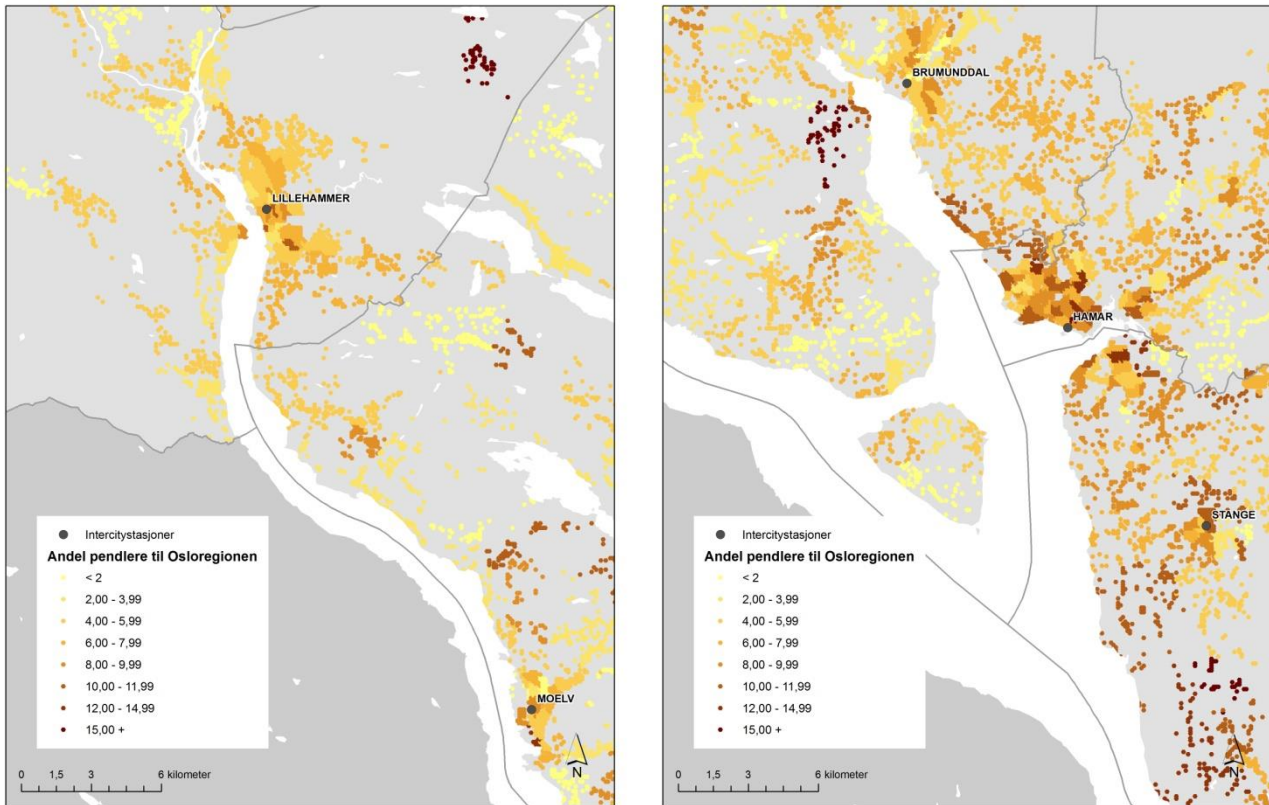 LILLEHAMMER
Intercitystasjoner
Andel pendlere til Osloregionen
< 2
2,00 - 3,99
4,00 - 5,99
6,00 - 7,99
8,00 - 9,99
10,00 - 11,99
12,00 - 14,99
15,00 +
MOELV
0 1,5 3 6 kilometer
N
BRUMUNDDAL
HAMAR
STANGE
Intercitystasjoner
Andel pendlere til Osloregionen
< 2
2,00 - 3,99
4,00 - 5,99
6,00 - 7,99
8,00 - 9,99
10,00 - 11,99
12,00 - 14,99
15,00 +
0 1,5 3 6 kilometer
N